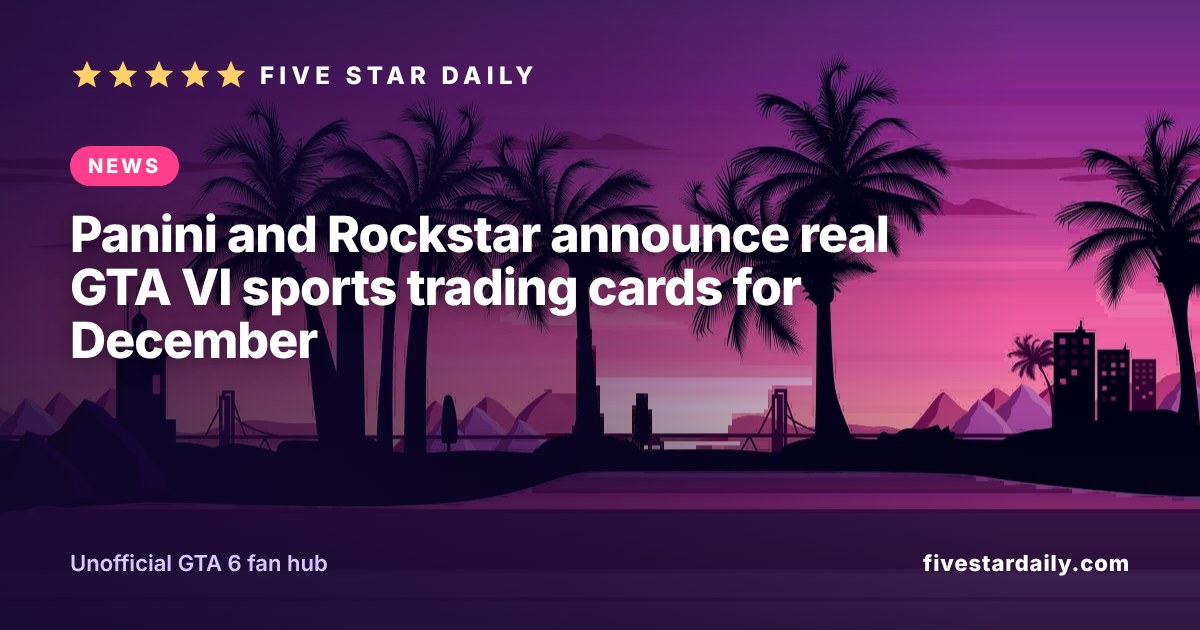 FIVE STAR DAILY
NEWS
Panini and Rockstar announce real
GTA VI sports trading cards for
December
Unofficial GTA 6 fan hub
fivestardaily.com